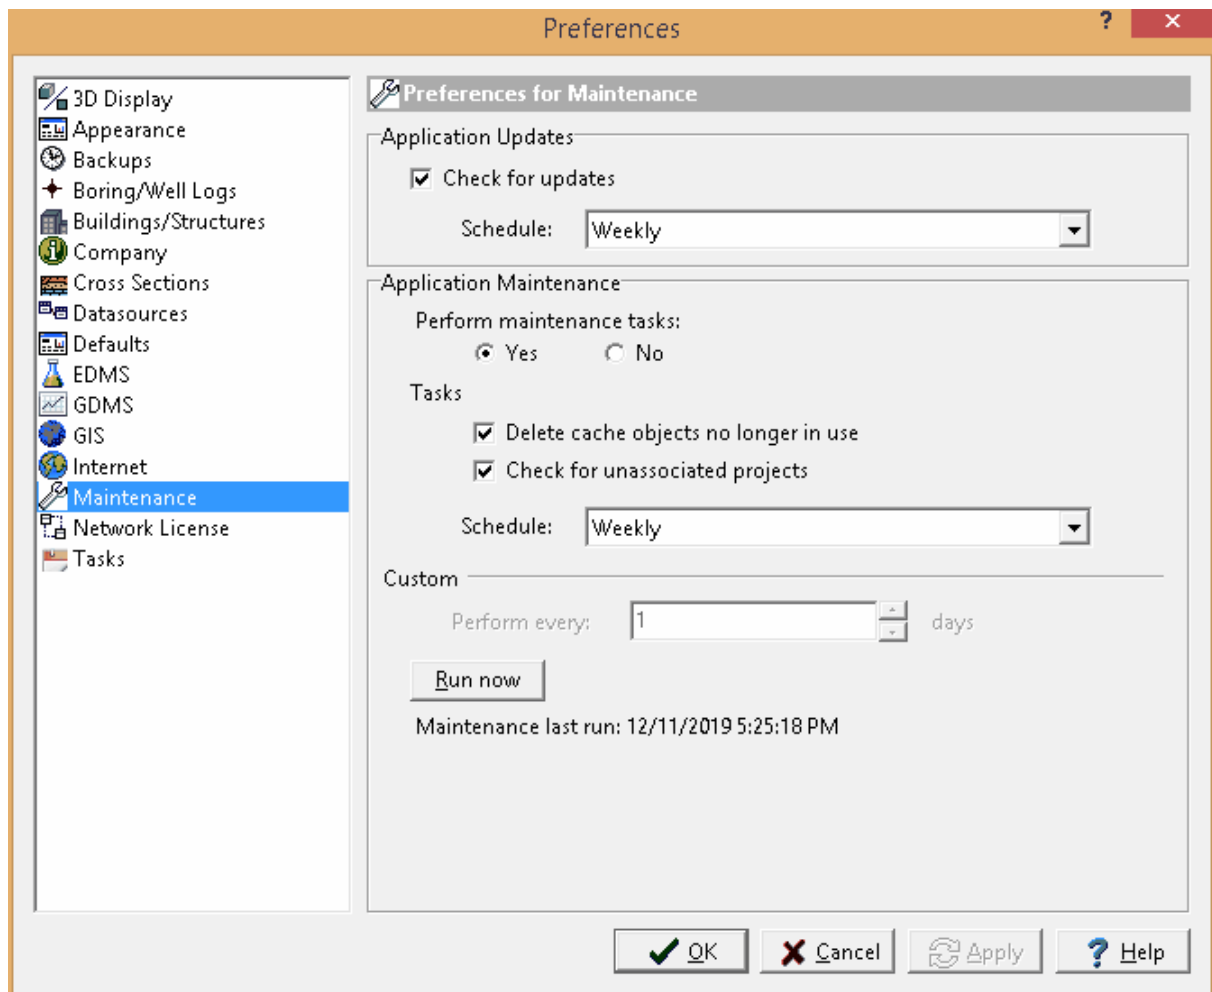 Preferences
?
3D Display
Appearance
Backups
Boring/Well Logs
Buildings/Structures
Company
Cross Sections
Datasources
Defaults
EDMS
GDMS
GIS
Internet
Maintenance
Network License
Tasks
Preferences for Maintenance
Application Updates
Check for updates
Schedule: Weekly
Application Maintenance
Perform maintenance tasks:
Yes No
Tasks
Delete cache objects no longer in use
Check for unassociated projects
Schedule: Weekly
Custom
Perform every: 1 days
Run now
Maintenance last run: 12/11/2019 5:25:18 PM
OK Cancel Apply ? Help